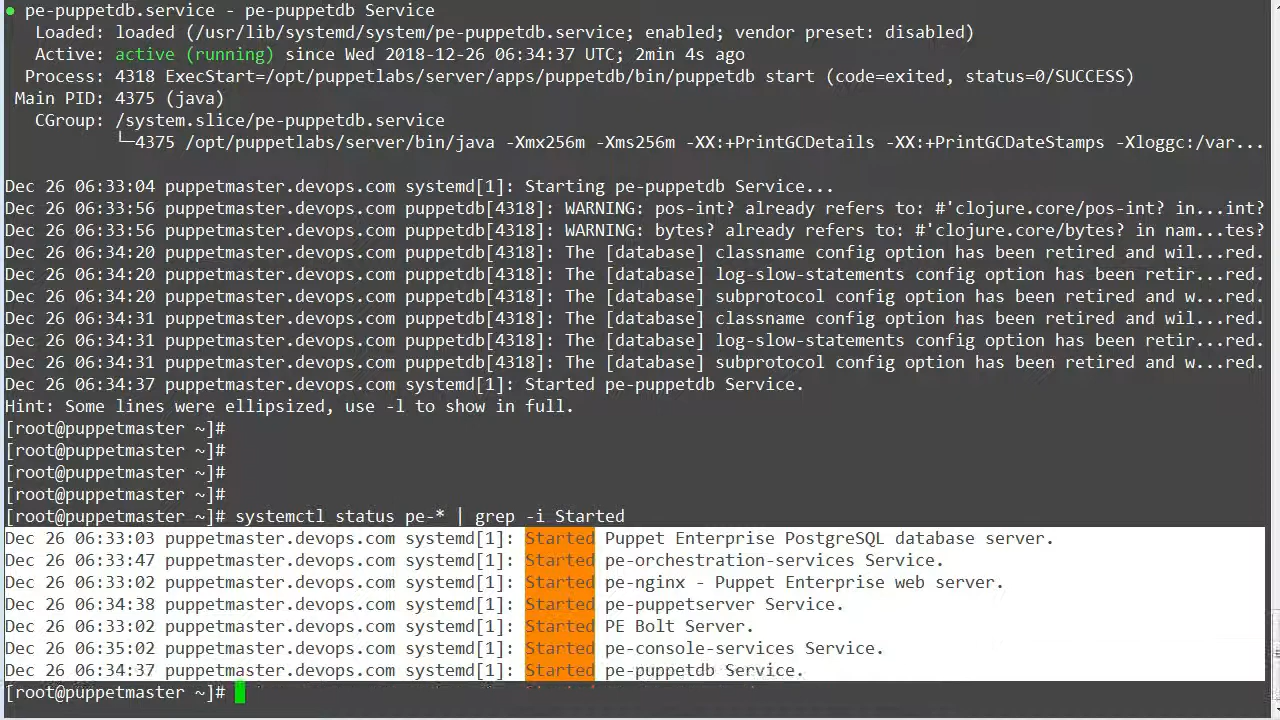 ● pe-puppetdb.service - pe-puppetdb Service
   Loaded: loaded (/usr/lib/systemd/system/pe-puppetdb.service; enabled; vendor preset: disabled)
   Active: active (running) since Wed 2018-12-26 06:34:37 UTC; 2min 4s ago
  Process: 4318 ExecStart=/opt/puppetlabs/server/apps/puppetdb/bin/puppetdb start (code=exited, status=0/SUCCESS)
 Main PID: 4375 (java)
   CGroup: /system.slice/pe-puppetdb.service
           └─4375 /opt/puppetlabs/server/bin/java -Xmx256m -Xms256m -XX:+PrintGCDetails -XX:+PrintGCDateStamps -Xloggc:/var...
Dec 26 06:33:04 puppetmaster.devops.com systemd[1]: Starting pe-puppetdb Service...
Dec 26 06:33:56 puppetmaster.devops.com puppetdb[4318]: WARNING: pos-int? already refers to: #'clojure.core/pos-int? in...int?
Dec 26 06:33:56 puppetmaster.devops.com puppetdb[4318]: WARNING: bytes? already refers to: #'clojure.core/bytes? in nam...tes?
Dec 26 06:34:20 puppetmaster.devops.com puppetdb[4318]: The [database] classname config option has been retired and wil...red.
Dec 26 06:34:20 puppetmaster.devops.com puppetdb[4318]: The [database] log-slow-statements config option has been retir...red.
Dec 26 06:34:20 puppetmaster.devops.com puppetdb[4318]: The [database] subprotocol config option has been retired and w...red.
Dec 26 06:34:31 puppetmaster.devops.com puppetdb[4318]: The [database] classname config option has been retired and wil...red.
Dec 26 06:34:31 puppetmaster.devops.com puppetdb[4318]: The [database] log-slow-statements config option has been retir...red.
Dec 26 06:34:31 puppetmaster.devops.com puppetdb[4318]: The [database] subprotocol config option has been retired and w...red.
Dec 26 06:34:37 puppetmaster.devops.com systemd[1]: Started pe-puppetdb Service.
Hint: Some lines were ellipsized, use -l to show in full.
[root@puppetmaster ~]#
[root@puppetmaster ~]#
[root@puppetmaster ~]#
[root@puppetmaster ~]#
[root@puppetmaster ~]# systemctl status pe-* | grep -i Started
Dec 26 06:33:03 puppetmaster.devops.com systemd[1]: Started Puppet Enterprise PostgreSQL database server.
Dec 26 06:33:47 puppetmaster.devops.com systemd[1]: Started pe-orchestration-services Service.
Dec 26 06:33:02 puppetmaster.devops.com systemd[1]: Started pe-nginx - Puppet Enterprise web server.
Dec 26 06:34:38 puppetmaster.devops.com systemd[1]: Started pe-puppetserver Service.
Dec 26 06:33:02 puppetmaster.devops.com systemd[1]: Started PE Bolt Server.
Dec 26 06:35:02 puppetmaster.devops.com systemd[1]: Started pe-console-services Service.
Dec 26 06:34:37 puppetmaster.devops.com systemd[1]: Started pe-puppetdb Service.
[root@puppetmaster ~]#